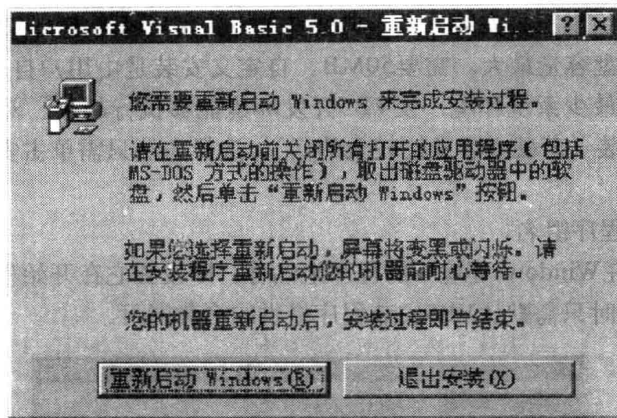 Microsoft Visual Basic 5.0 - 重新启动 Wi...
您需要重新启动 Windows 来完成安装过程。
请在重新启动前关闭所有打开的应用程序(包括
MS-DOS 方式的操作),取出磁盘驱动器中的软
盘,然后单击“重新启动 Windows”按钮。
如果您选择重新启动,屏幕将变黑或闪烁。请
在安装程序重新启动您的机器前耐心等待。
您的机器重新启动后,安装过程即告结束。
重新启动 Windows(R)
退出安装(X)